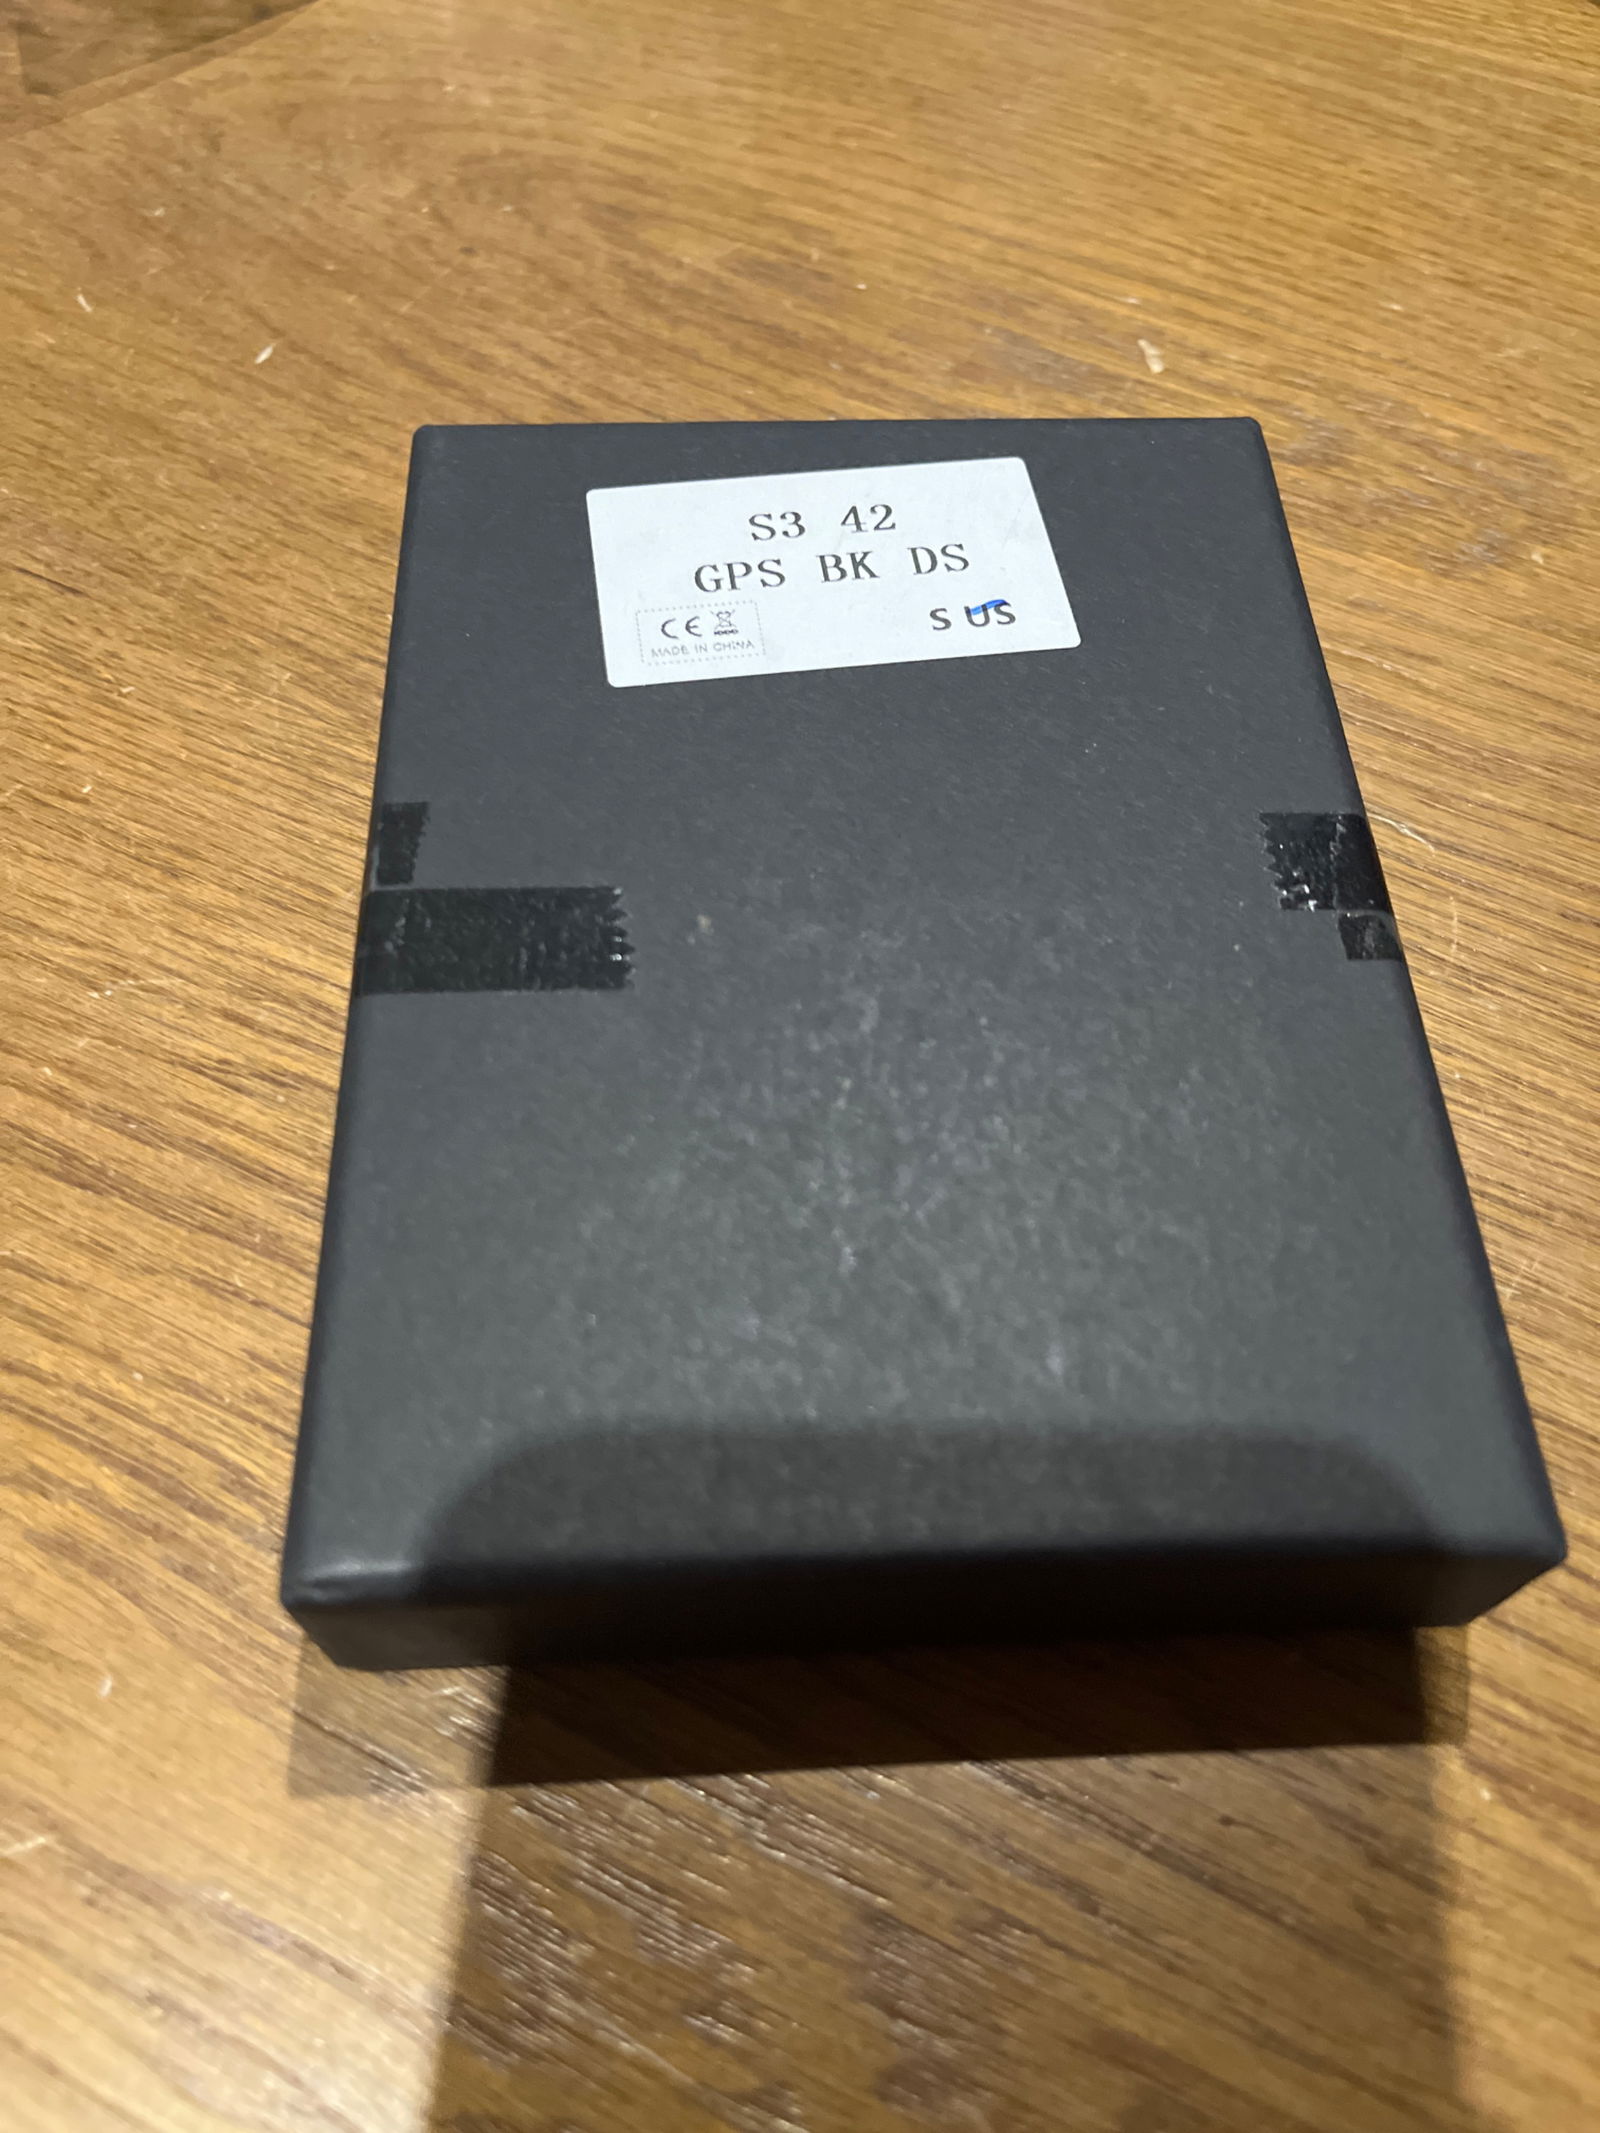 S3 42
GPS BK DS
CE
MADE IN CHINA
S US